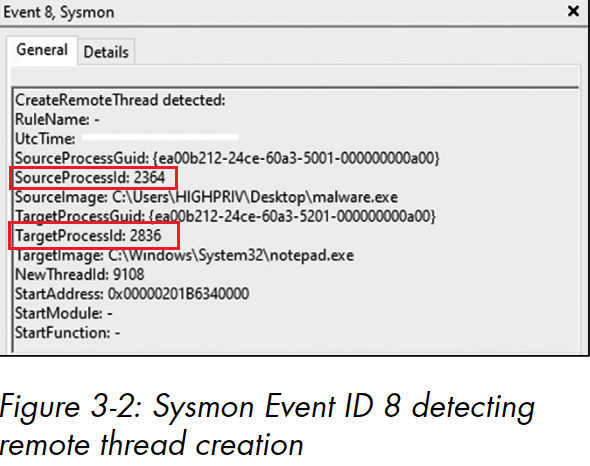 Event 8, Sysmon
General Details
CreateRemoteThread detected:
RuleName: -
UtcTime:
SourceProcessGuid: {ea00b212-24ce-60a3-5001-000000000a00}
SourceProcessId: 2364
SourceImage: C:\Users\HIGHPRIV\Desktop\malware.exe
TargetProcessGuid: {ea00b212-24ce-60a3-5201-000000000a00}
TargetProcessId: 2836
TargetImage: C:\Windows\System32\notepad.exe
NewThreadId: 9108
StartAddress: 0x00000201B6340000
StartModule: -
StartFunction: -
Figure 3-2: Sysmon Event ID 8 detecting
remote thread creation